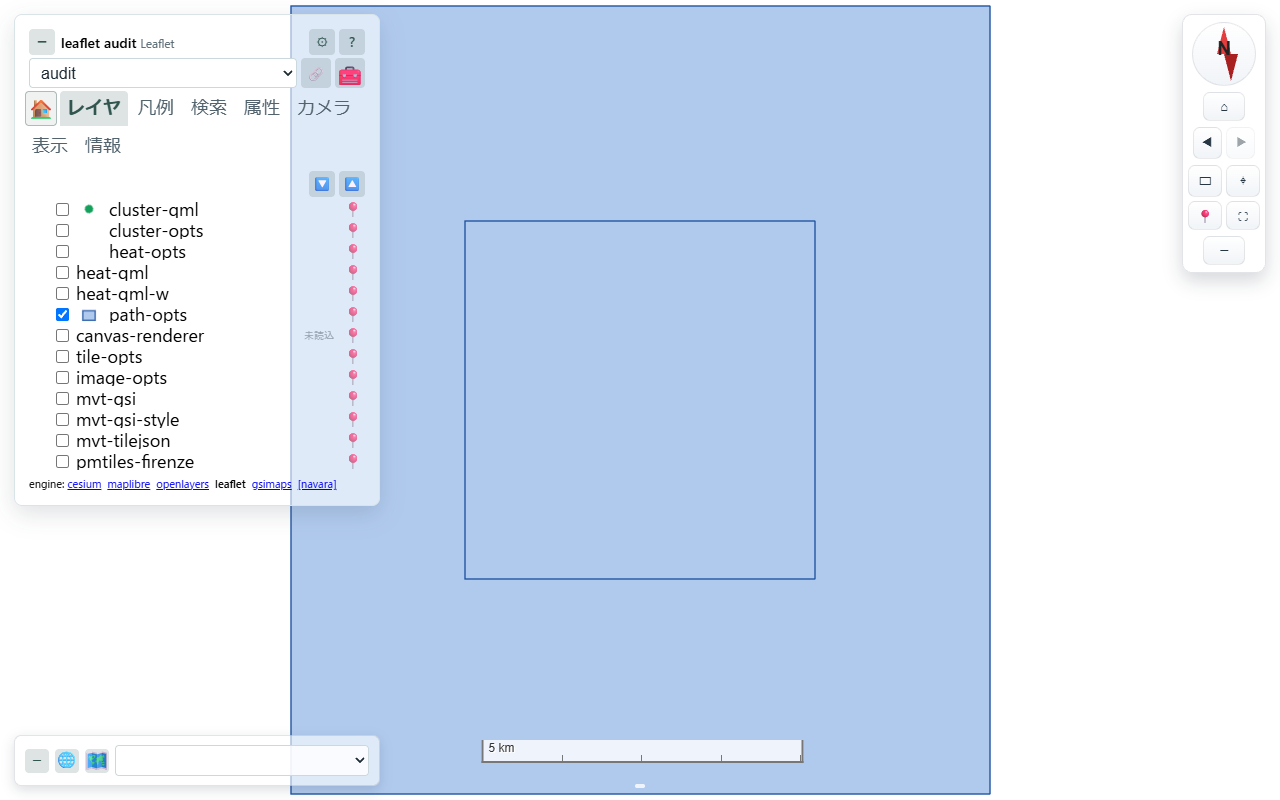 leaflet audit Leaflet
?
audit
レイヤ 凡例 検索 属性 カメラ
表示 情報
cluster-qml
cluster-opts
heat-opts
heat-qml
heat-qml-w
path-opts
canvas-renderer 未読込
tile-opts
image-opts
mvt-gsi
mvt-gsi-style
mvt-tilejson
pmtiles-firenze
engine: cesium maplibre openlayers leaflet gsimaps [navara]
N
5 km